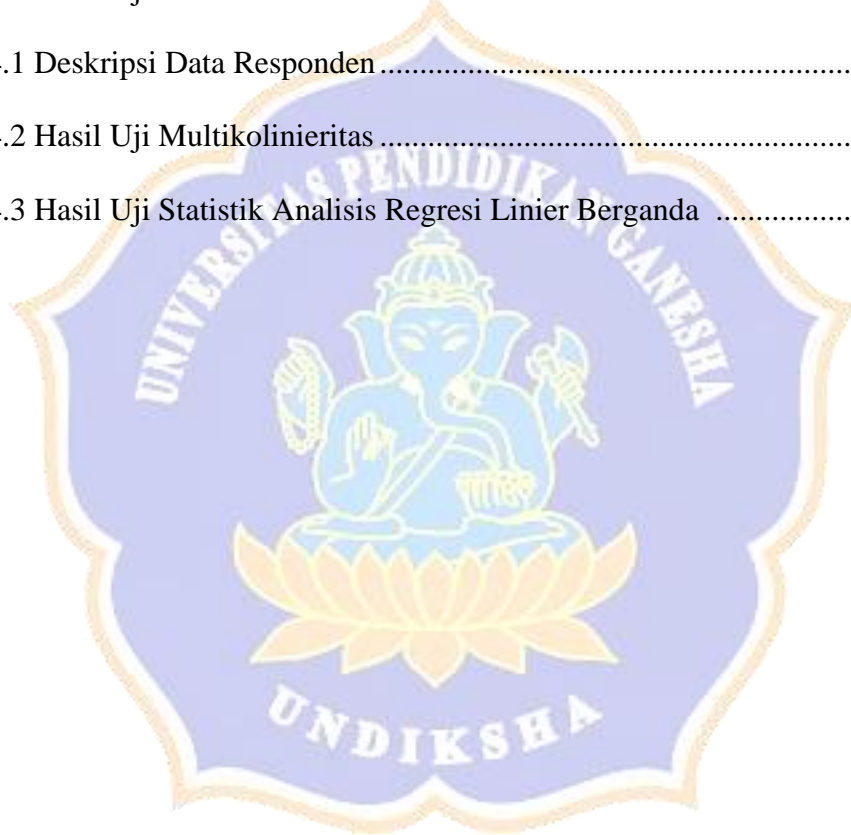 .1 Deskripsi Data Responden ................................................................
.2 Hasil Uji Multikolinieritas ................................................................
.3 Hasil Uji Statistik Analisis Regresi Linier Berganda .................
UNIVERSITAS PENDIDIKAN GANESHA
UNDIKSHA